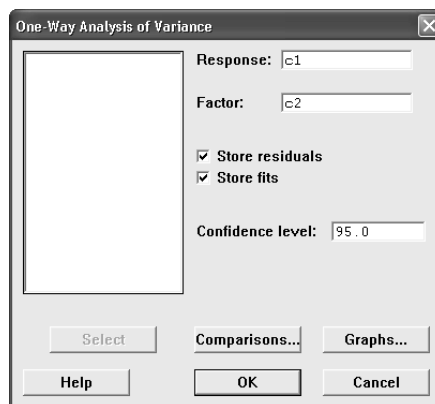 One-Way Analysis of Variance
Response: c1
Factor: c2
Store residuals
Store fits
Confidence level: 95.0
Select Comparisons... Graphs...
Help OK Cancel